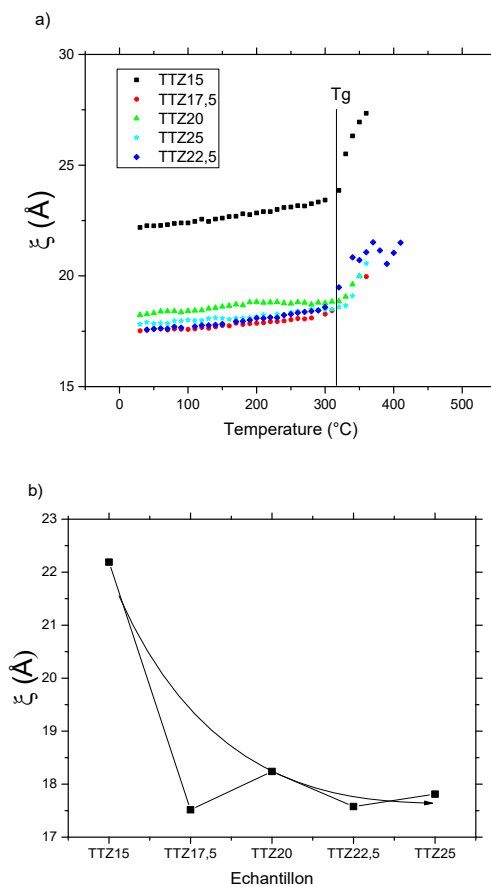 a)
30
25
20
15
ξ (Å)
TTZ15
TTZ17,5
TTZ20
TTZ25
TTZ22,5
Tg
0 100 200 300 400 500
Temperature (°C)
b)
23
22
21
20
19
18
17
ξ (Å)
TTZ15 TTZ17,5 TTZ20 TTZ22,5 TTZ25
Echantillon